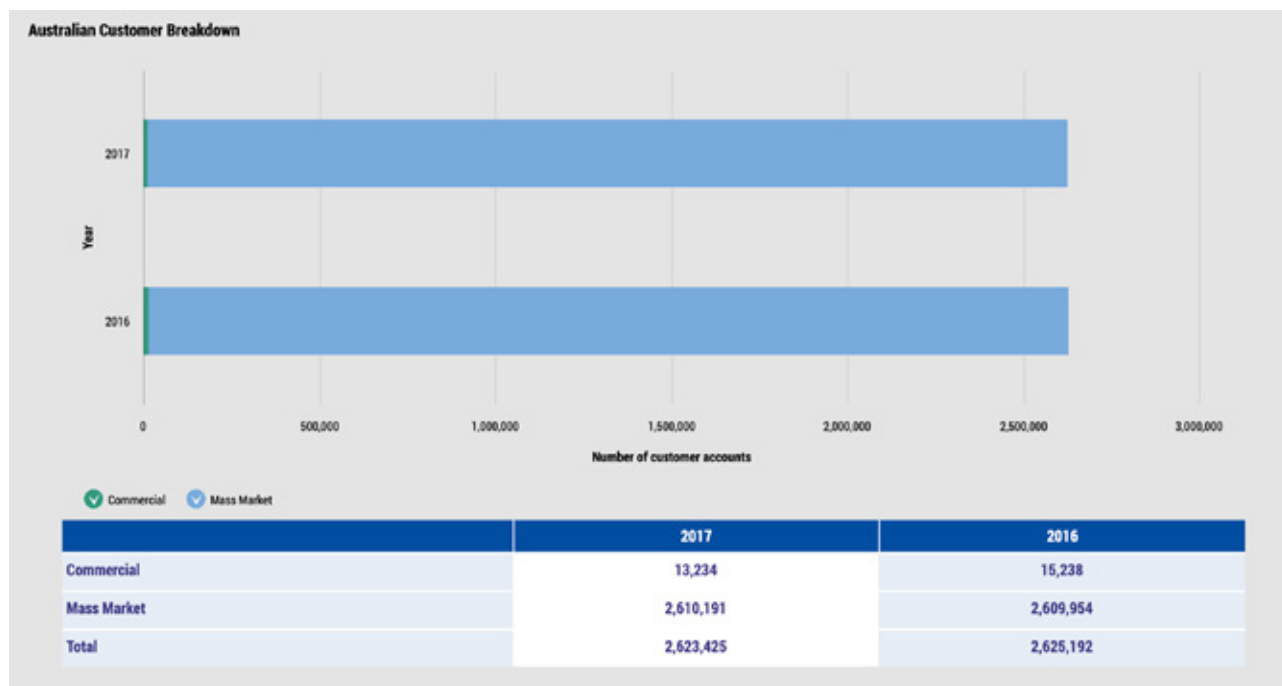 Australian Customer Breakdown
2017
Year
2016
0 500,000 1,000,000 1,500,000 2,000,000 2,500,000 3,000,000
Number of customer accounts
Commercial Mass Market
2017 2016
Commercial 13,234 15,238
Mass Market 2,610,191 2,609,954
Total 2,623,425 2,625,192